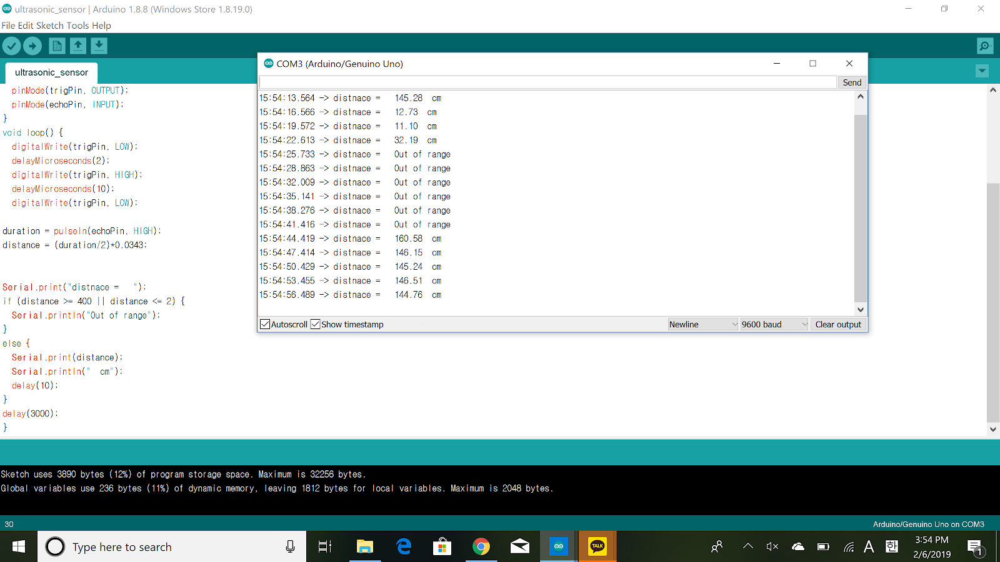 ultrasonic_sensor | Arduino 1.8.8 (Windows Store 1.8.19.0)
File Edit Sketch Tools Help
ultrasonic_sensor
pinMode(trigPin, OUTPUT);
pinMode(echoPin, INPUT);
}
void loop() {
digitalWrite(trigPin, LOW);
delayMicroseconds(2);
digitalWrite(trigPin, HIGH);
delayMicroseconds(10);
digitalWrite(trigPin, LOW);
duration = pulseIn(echoPin, HIGH);
distance = (duration/2)*0.0343;
Serial.print("distnace =   ");
if (distance >= 400 || distance <= 2) {
Serial.println("Out of range");
}
else {
Serial.print(distance);
Serial.println("  cm");
delay(10);
}
delay(3000);
}
COM3 (Arduino/Genuino Uno)
Send
15:54:13.564 -> distnace =   145.28  cm
15:54:16.566 -> distnace =   12.73  cm
15:54:19.572 -> distnace =   11.10  cm
15:54:22.613 -> distnace =   32.19  cm
15:54:25.733 -> distnace =   Out of range
15:54:28.863 -> distnace =   Out of range
15:54:32.009 -> distnace =   Out of range
15:54:35.141 -> distnace =   Out of range
15:54:38.276 -> distnace =   Out of range
15:54:41.416 -> distnace =   Out of range
15:54:44.419 -> distnace =   160.58  cm
15:54:47.414 -> distnace =   146.15  cm
15:54:50.429 -> distnace =   145.24  cm
15:54:53.455 -> distnace =   146.51  cm
15:54:56.489 -> distnace =   144.76  cm
Autoscroll Show timestamp Newline 9600 baud Clear output
Sketch uses 3890 bytes (12%) of program storage space. Maximum is 32256 bytes.
Global variables use 236 bytes (11%) of dynamic memory, leaving 1812 bytes for local variables. Maximum is 2048 bytes.
30 Arduino/Genuino Uno on COM3
Type here to search
TALK
A 한
3:54 PM
2/6/2019
1